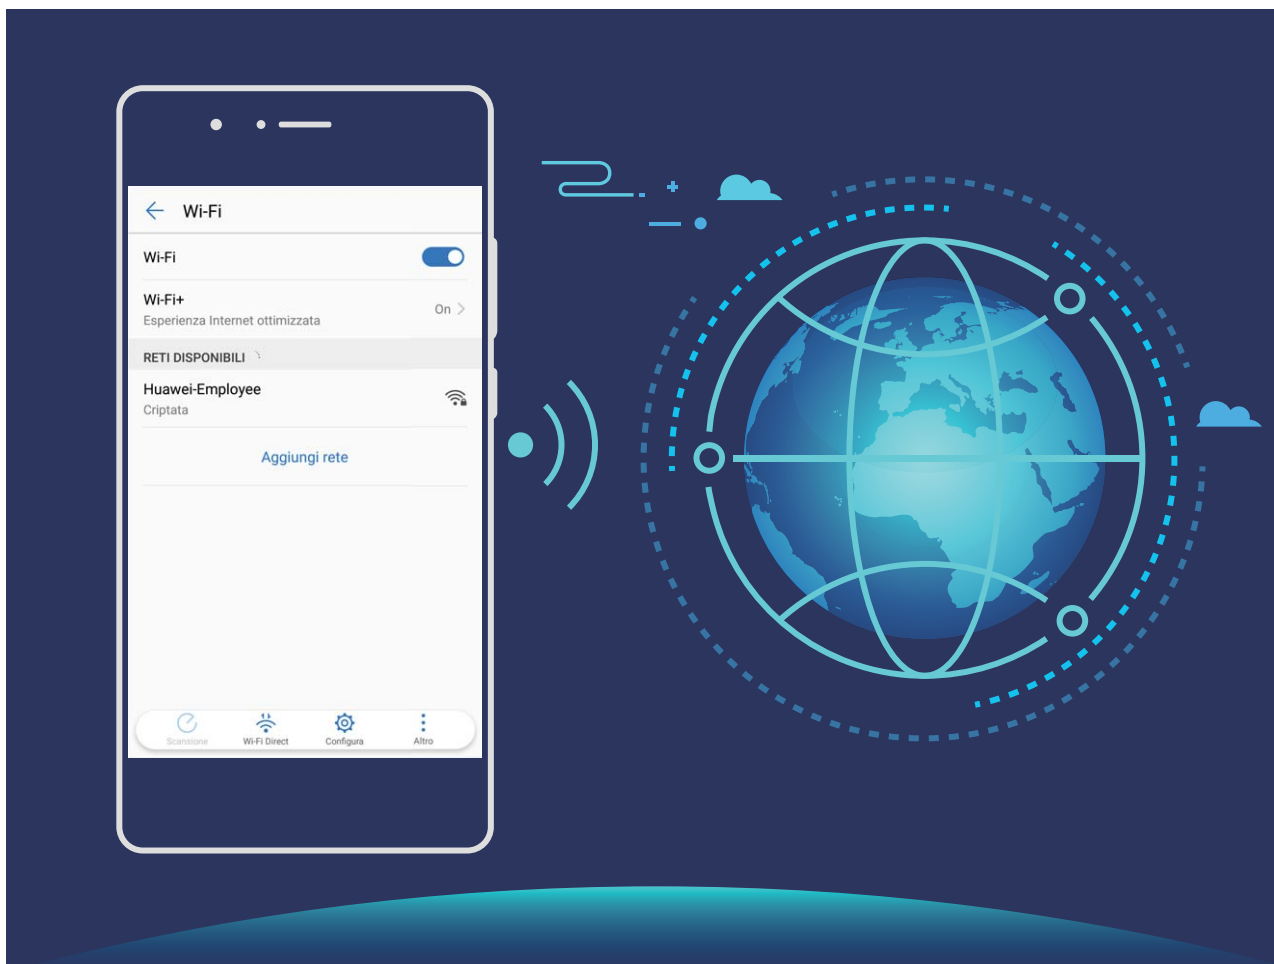 Wi-Fi
Wi-Fi
Wi-Fi+
On
Esperienza Internet ottimizzata
RETI DISPONIBILI
Huawei-Employee
Criptata
Aggiungi rete
Scansione Wi-Fi Direct Configura Altro